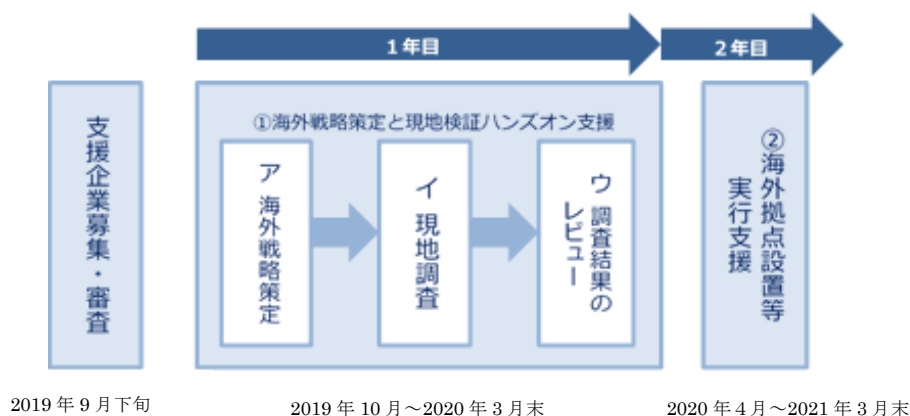 1年目
2年目
支援企業募集・審査
①海外戦略策定と現地検証ハンズオン支援
ア 海外戦略策定
イ 現地調査
ウ 調査結果の
レビュー
②海外拠点設置等
実行支援
2019年9月下旬
2019年10月～2020年3月末
2020年4月～2021年3月末